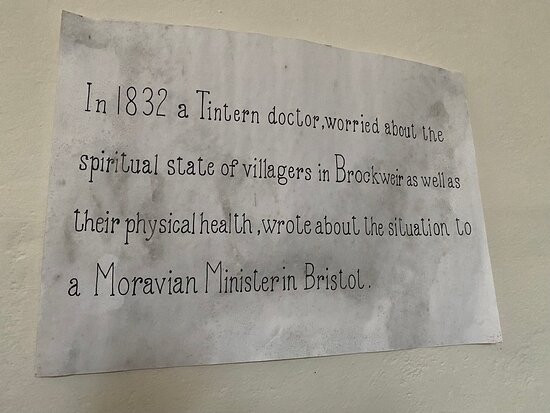 In 1832 a Tintern doctor, worried about the
spiritual state of villagers in Brockweir as well as
their physical health, wrote about the situation to
a Moravian Minister in Bristol.